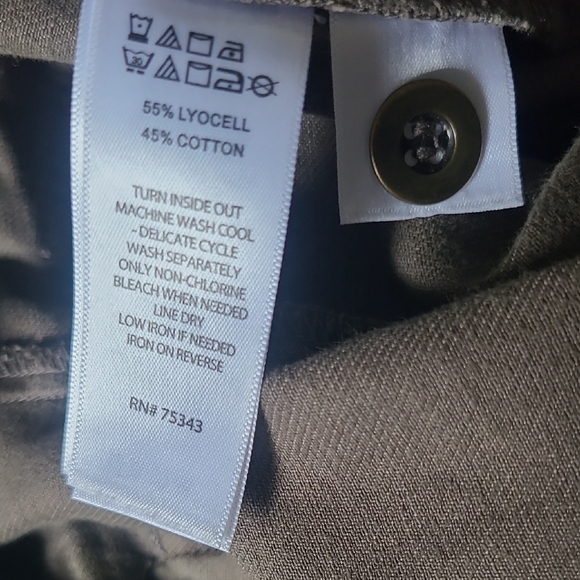 30
55% LYOCELL
45% COTTON
TURN INSIDE OUT
MACHINE WASH COOL
- DELICATE CYCLE
WASH SEPARATELY
ONLY NON-CHLORINE
BLEACH WHEN NEEDED
LINE DRY
LOW IRON IF NEEDED
IRON ON REVERSE
RN# 75343